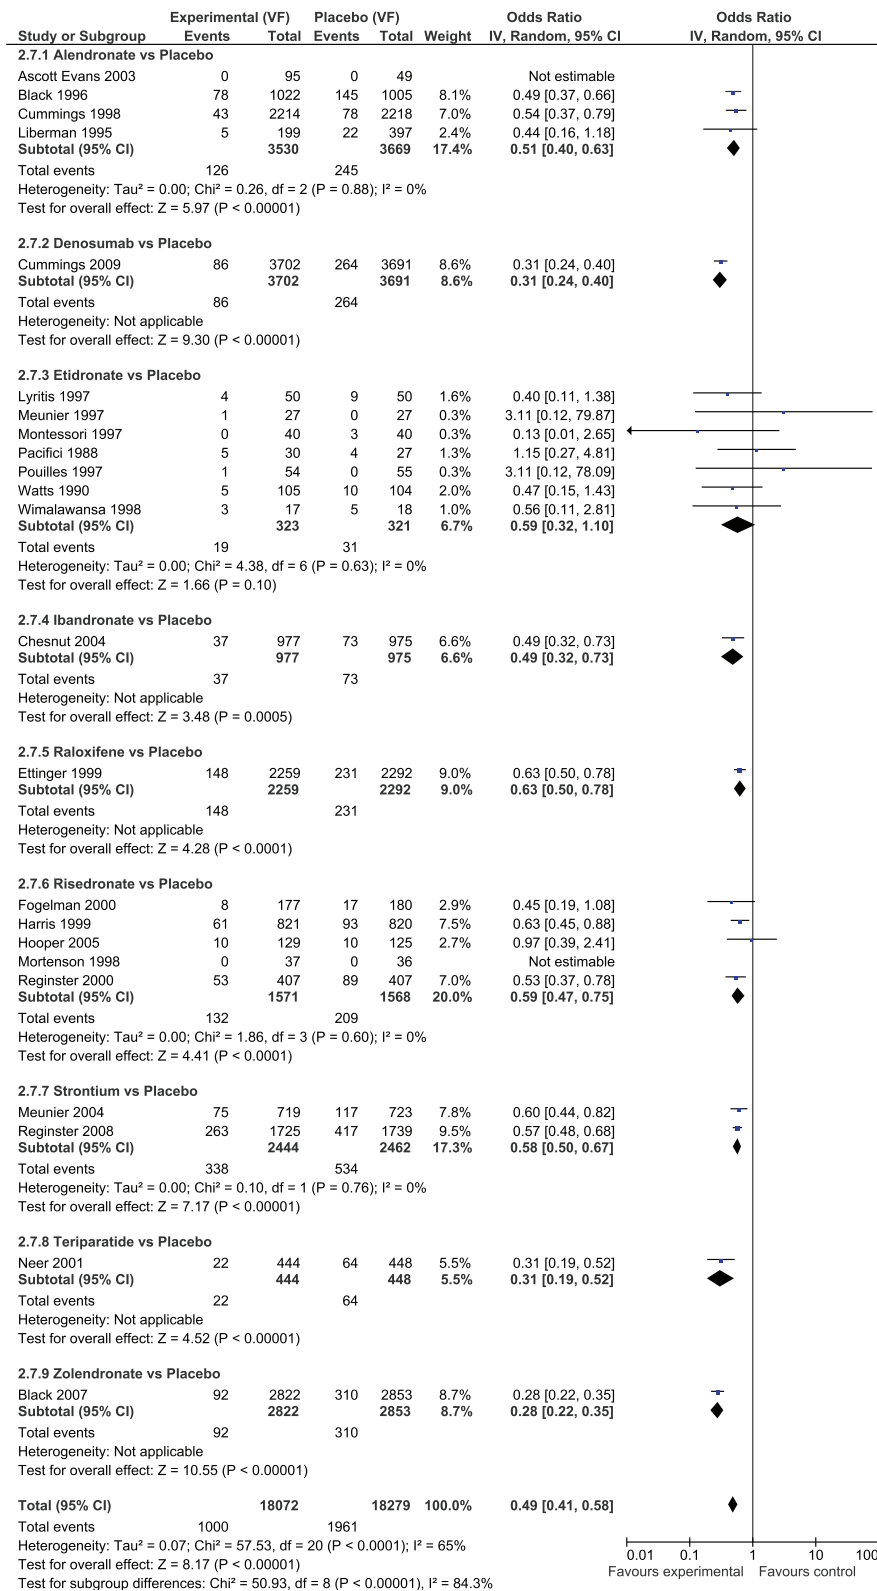 Experimental (VF) Placebo (VF) Odds Ratio Odds Ratio
Study or Subgroup Events Total Events Total Weight IV, Random, 95% CI IV, Random, 95% CI
2.7.1 Alendronate vs Placebo
Ascott Evans 2003 0 95 0 49 Not estimable
Black 1996 78 1022 145 1005 8.1% 0.49 [0.37, 0.66]
Cummings 1998 43 2214 78 2218 7.0% 0.54 [0.37, 0.79]
Liberman 1995 5 199 22 397 2.4% 0.44 [0.16, 1.18]
Subtotal (95% CI) 3530 3669 17.4% 0.51 [0.40, 0.63]
Total events 126 245
Heterogeneity: Tau² = 0.00; Chi² = 0.26, df = 2 (P = 0.88); I² = 0%
Test for overall effect: Z = 5.97 (P < 0.00001)
2.7.2 Denosumab vs Placebo
Cummings 2009 86 3702 264 3691 8.6% 0.31 [0.24, 0.40]
Subtotal (95% CI) 3702 3691 8.6% 0.31 [0.24, 0.40]
Total events 86 264
Heterogeneity: Not applicable
Test for overall effect: Z = 9.30 (P < 0.00001)
2.7.3 Etidronate vs Placebo
Lyritis 1997 4 50 9 50 1.6% 0.40 [0.11, 1.38]
Meunier 1997 1 27 0 27 0.3% 3.11 [0.12, 79.87]
Montessori 1997 0 40 3 40 0.3% 0.13 [0.01, 2.65]
Pacifici 1988 5 30 4 27 1.3% 1.15 [0.27, 4.81]
Pouilles 1997 1 54 0 55 0.3% 3.11 [0.12, 78.09]
Watts 1990 5 105 10 104 2.0% 0.47 [0.15, 1.43]
Wimalawansa 1998 3 17 5 18 1.0% 0.56 [0.11, 2.81]
Subtotal (95% CI) 323 321 6.7% 0.59 [0.32, 1.10]
Total events 19 31
Heterogeneity: Tau² = 0.00; Chi² = 4.38, df = 6 (P = 0.63); I² = 0%
Test for overall effect: Z = 1.66 (P = 0.10)
2.7.4 Ibandronate vs Placebo
Chesnut 2004 37 977 73 975 6.6% 0.49 [0.32, 0.73]
Subtotal (95% CI) 977 975 6.6% 0.49 [0.32, 0.73]
Total events 37 73
Heterogeneity: Not applicable
Test for overall effect: Z = 3.48 (P = 0.0005)
2.7.5 Raloxifene vs Placebo
Ettinger 1999 148 2259 231 2292 9.0% 0.63 [0.50, 0.78]
Subtotal (95% CI) 2259 2292 9.0% 0.63 [0.50, 0.78]
Total events 148 231
Heterogeneity: Not applicable
Test for overall effect: Z = 4.28 (P < 0.0001)
2.7.6 Risedronate vs Placebo
Fogelman 2000 8 177 17 180 2.9% 0.45 [0.19, 1.08]
Harris 1999 61 821 93 820 7.5% 0.63 [0.45, 0.88]
Hooper 2005 10 129 10 125 2.7% 0.97 [0.39, 2.41]
Mortenson 1998 0 37 0 36 Not estimable
Reginster 2000 53 407 89 407 7.0% 0.53 [0.37, 0.78]
Subtotal (95% CI) 1571 1568 20.0% 0.59 [0.47, 0.75]
Total events 132 209
Heterogeneity: Tau² = 0.00; Chi² = 1.86, df = 3 (P = 0.60); I² = 0%
Test for overall effect: Z = 4.41 (P < 0.0001)
2.7.7 Strontium vs Placebo
Meunier 2004 75 719 117 723 7.8% 0.60 [0.44, 0.82]
Reginster 2008 263 1725 417 1739 9.5% 0.57 [0.48, 0.68]
Subtotal (95% CI) 2444 2462 17.3% 0.58 [0.50, 0.67]
Total events 338 534
Heterogeneity: Tau² = 0.00; Chi² = 0.10, df = 1 (P = 0.76); I² = 0%
Test for overall effect: Z = 7.17 (P < 0.00001)
2.7.8 Teriparatide vs Placebo
Neer 2001 22 444 64 448 5.5% 0.31 [0.19, 0.52]
Subtotal (95% CI) 444 448 5.5% 0.31 [0.19, 0.52]
Total events 22 64
Heterogeneity: Not applicable
Test for overall effect: Z = 4.52 (P < 0.00001)
2.7.9 Zolendronate vs Placebo
Black 2007 92 2822 310 2853 8.7% 0.28 [0.22, 0.35]
Subtotal (95% CI) 2822 2853 8.7% 0.28 [0.22, 0.35]
Total events 92 310
Heterogeneity: Not applicable
Test for overall effect: Z = 10.55 (P < 0.00001)
Total (95% CI) 18072 18279 100.0% 0.49 [0.41, 0.58]
Total events 1000 1961
Heterogeneity: Tau² = 0.07; Chi² = 57.53, df = 20 (P < 0.0001); I² = 65%
Test for overall effect: Z = 8.17 (P < 0.00001)
Test for subgroup differences: Chi² = 50.93, df = 8 (P < 0.00001), I² = 84.3%
0.01 0.1 1 10 100
Favours experimental Favours control